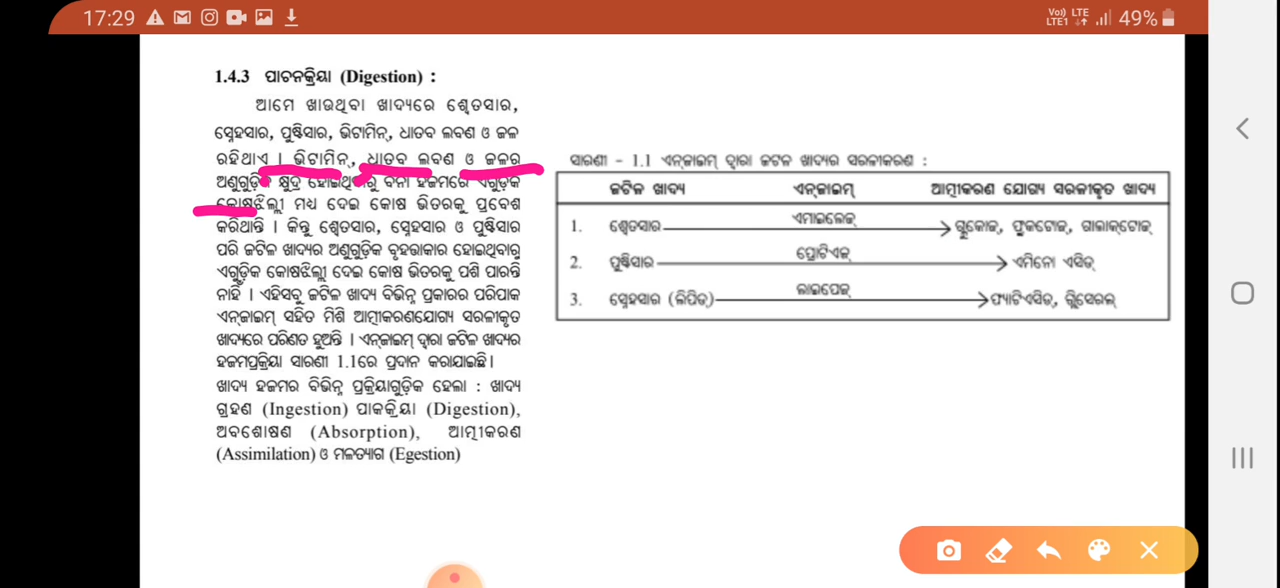 17:29
Vo) LTE
LTE1 ↓↑
49%
1.4.3 ପାଚନକ୍ରିୟା (Digestion) :
ଆମେ ଖାଉଥିବା ଖାଦ୍ୟରେ ଶ୍ୱେତସାର,
ସ୍ନେହସାର, ପୁଷ୍ଟିସାର, ଭିଟାମିନ୍, ଧାତବ ଲବଣ ଓ ଜଳ
ରହିଥାଏ । ଭିଟାମିନ୍, ଧାତବ ଲବଣ ଓ ଜଳର
ଅଣୁଗୁଡ଼ିକ କ୍ଷୁଦ୍ର ହୋଇଥିବାରୁ ବିନା ହଜମରେ ଏଗୁଡ଼ିକ
କୋଷଝିଲ୍ଲୀ ମଧ୍ୟ ଦେଇ କୋଷ ଭିତରକୁ ପ୍ରବେଶ
କରିଥାନ୍ତି । କିନ୍ତୁ ଶ୍ୱେତସାର, ସ୍ନେହସାର ଓ ପୁଷ୍ଟିସାର
ପରି ଜଟିଳ ଖାଦ୍ୟର ଅଣୁଗୁଡ଼ିକ ବୃହତ୍ତାକାର ହୋଇଥିବାରୁ
ଏଗୁଡ଼ିକ କୋଷଝିଲ୍ଲୀ ଦେଇ କୋଷ ଭିତରକୁ ପଶି ପାରନ୍ତି
ନାହିଁ । ଏହିସବୁ ଜଟିଳ ଖାଦ୍ୟ ବିଭିନ୍ନ ପ୍ରକାରର ପରିପାକ
ଏନ୍‌ଜାଇମ୍ ସହିତ ମିଶି ଆତ୍ମୀକରଣଯୋଗ୍ୟ ସରଳୀକୃତ
ଖାଦ୍ୟରେ ପରିଣତ ହୁଅନ୍ତି । ଏନ୍‌ଜାଇମ୍ ଦ୍ୱାରା ଜଟିଳ ଖାଦ୍ୟର
ହଜମପ୍ରକ୍ରିୟା ସାରଣୀ 1.1ରେ ପ୍ରଦାନ କରାଯାଇଛି ।
ଖାଦ୍ୟ ହଜମର ବିଭିନ୍ନ ପ୍ରକ୍ରିୟାଗୁଡ଼ିକ ହେଲା : ଖାଦ୍ୟ
ଗ୍ରହଣ (Ingestion) ପାକକ୍ରିୟା (Digestion),
ଅବଶୋଷଣ (Absorption), ଆତ୍ମୀକରଣ
(Assimilation) ଓ ମଳତ୍ୟାଗ (Egestion)
ସାରଣୀ – 1.1 ଏନ୍‌ଜାଇମ୍ ଦ୍ୱାରା ଜଟିଳ ଖାଦ୍ୟର ସରଳୀକରଣ :
ଜଟିଳ ଖାଦ୍ୟ ଏନ୍‌ଜାଇମ୍ ଆତ୍ମୀକରଣ ଯୋଗ୍ୟ ସରଳୀକୃତ ଖାଦ୍ୟ
1. ଶ୍ୱେତସାର ଏମାଇଲେଜ୍ ଗ୍ଲୁକୋଜ୍, ଫ୍ରୁକଟୋଜ୍, ଗାଲାକ୍‌ଟୋଜ୍
2. ପୁଷ୍ଟିସାର ପ୍ରୋଟିଏଜ୍ ଏମିନୋ ଏସିଡ୍
3. ସ୍ନେହସାର (ଲିପିଡ୍) ଲାଇପେଜ୍ ଫ୍ୟାଟିଏସିଡ୍, ଗ୍ଲିସେରଲ୍